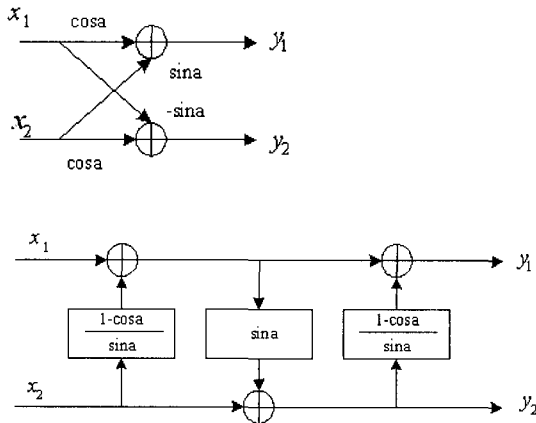 x1 cosa y1
sina
-sina
x2 y2
cosa
x1 y1
1-cosa
sina
sina
1-cosa
sina
x2 y2